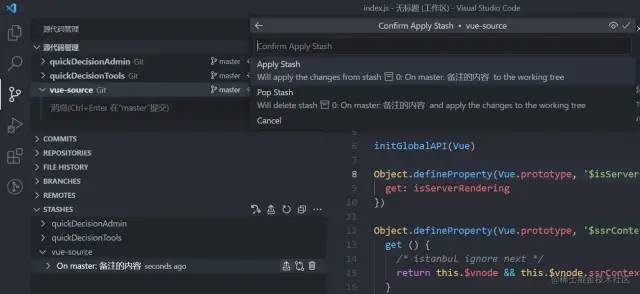 index.js - 无标题 (工作区) - Visual Studio Code
源代码管理
Confirm Apply Stash • vue-source
源代码管理
Confirm Apply Stash
quickDecisionAdmin Git master
quickDecisionTools Git master
vue-source Git master
消息(Ctrl+Enter 在"master"提交)
Apply Stash
Will apply the changes from stash 0: On master: 备注的内容 to the working tree
Pop Stash
Will delete stash 0: On master: 备注的内容 and apply the changes to the working tree
Cancel
COMMITS
REPOSITORIES
FILE HISTORY
BRANCHES
REMOTES
STASHES
quickDecisionAdmin
quickDecisionTools
vue-source
On master: 备注的内容 seconds ago
6 initGlobalAPI(Vue)
7
8 Object.defineProperty(Vue.prototype, '$isServer
9 get: isServerRendering
10 })
11
12 Object.defineProperty(Vue.prototype, '$ssrConte
13 get () {
14 /* istanbul ignore next */
15 return this.$vnode && this.$vnode.ssrContex
16 }
@稀土掘金技术社区